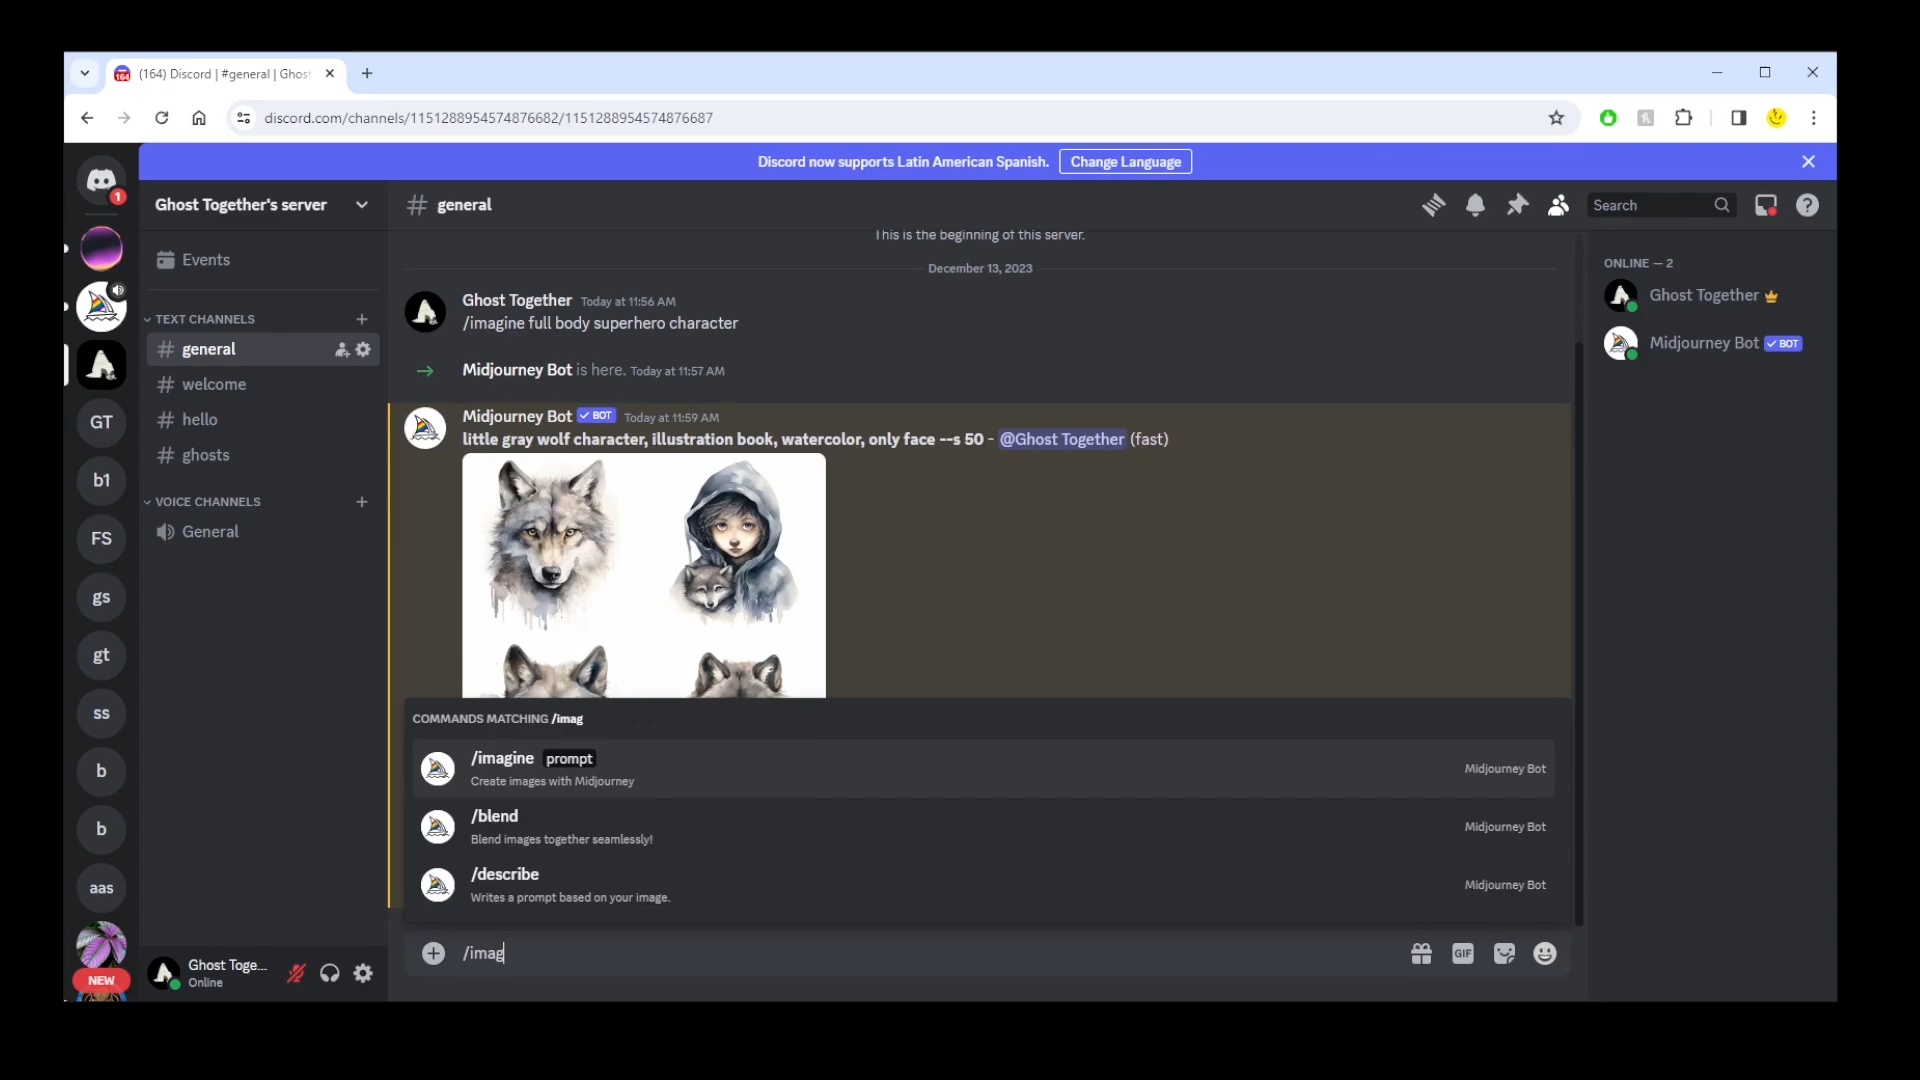 (164) Discord | #general | Ghost
discord.com/channels/1151288954574876682/1151288954574876687
Discord now supports Latin American Spanish. Change Language
Ghost Together's server
general
Search
This is the beginning of this server.
Events
December 13, 2023
ONLINE — 2
Ghost Together
Midjourney Bot BOT
TEXT CHANNELS
general
welcome
hello
ghosts
VOICE CHANNELS
General
164
1
GT
b1
FS
gs
gt
ss
b
b
aas
NEW
Ghost Together Today at 11:56 AM
/imagine full body superhero character
Midjourney Bot is here. Today at 11:57 AM
Midjourney Bot BOT Today at 11:59 AM
little gray wolf character, illustration book, watercolor, only face --s 50 - @Ghost Together (fast)
COMMANDS MATCHING /imag
/imagine prompt
Create images with Midjourney
Midjourney Bot
/blend
Blend images together seamlessly!
Midjourney Bot
/describe
Writes a prompt based on your image.
Midjourney Bot
/imag
GIF
Ghost Toge...
Online